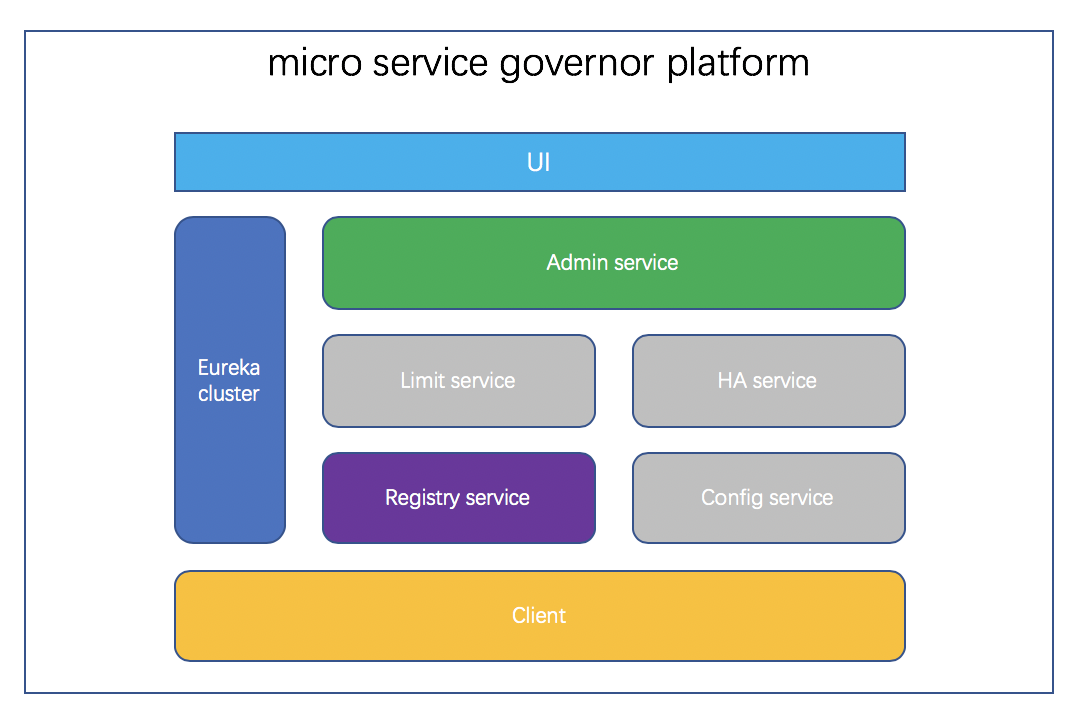 micro service governor platform
UI
Admin service
Eureka
cluster
Limit service
HA service
Registry service
Config service
Client